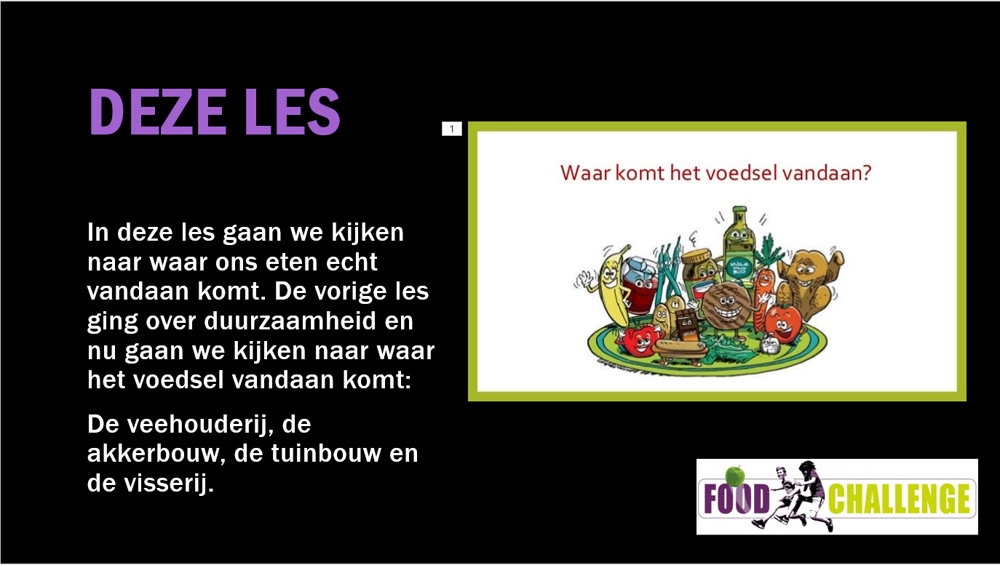 DEZE LES
In deze les gaan we kijken
naar waar ons eten echt
vandaan komt. De vorige les
ging over duurzaamheid en
nu gaan we kijken naar waar
het voedsel vandaan komt:
De veehouderij, de
akkerbouw, de tuinbouw en
de visserij.
1
Waar komt het voedsel vandaan?
HUILE
BIO
FOOD CHALLENGE